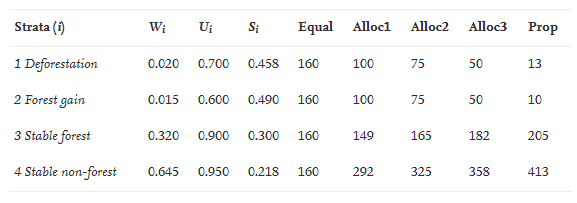 Strata (i) Wi Ui Si Equal Alloc1 Alloc2 Alloc3 Prop
1 Deforestation 0.020 0.700 0.458 160 100 75 50 13
2 Forest gain 0.015 0.600 0.490 160 100 75 50 10
3 Stable forest 0.320 0.900 0.300 160 149 165 182 205
4 Stable non-forest 0.645 0.950 0.218 160 292 325 358 413